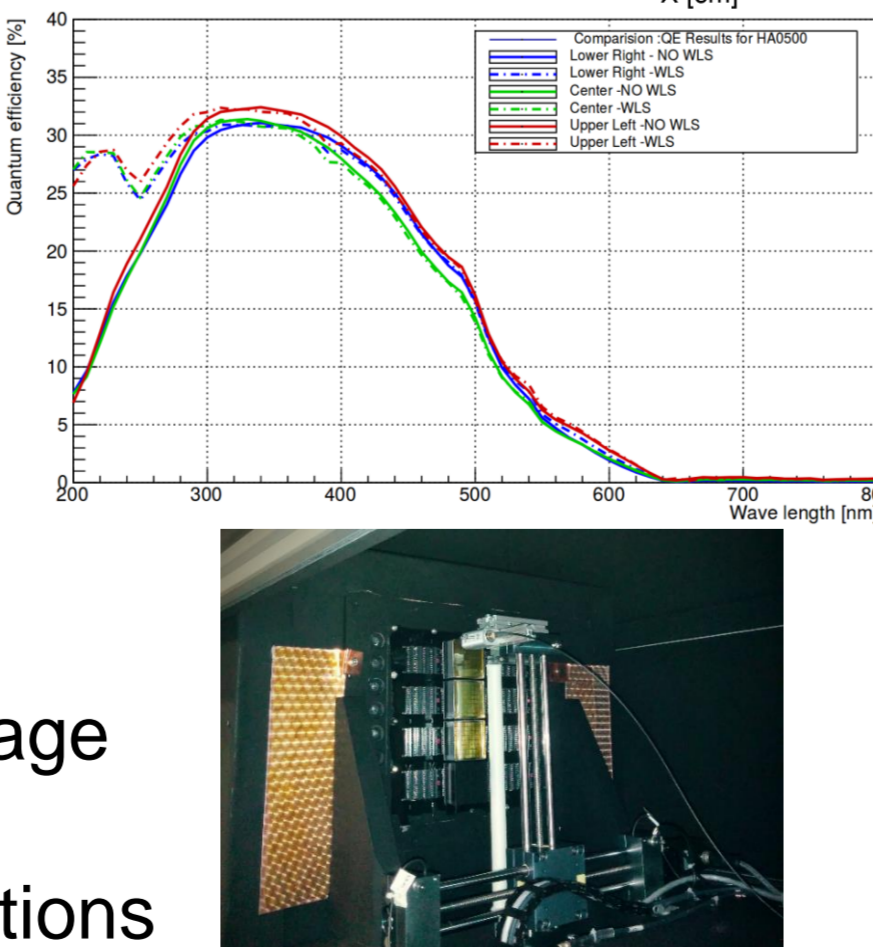 X [cm]
Quantum efficiency [%]
40
35
30
25
20
15
10
5
0
Comparision :QE Results for HA0500
Lower Right - NO WLS
Lower Right -WLS
Center -NO WLS
Center -WLS
Upper Left -NO WLS
Upper Left -WLS
200 300 400 500 600 700 80
Wave length [nm]
age
tions